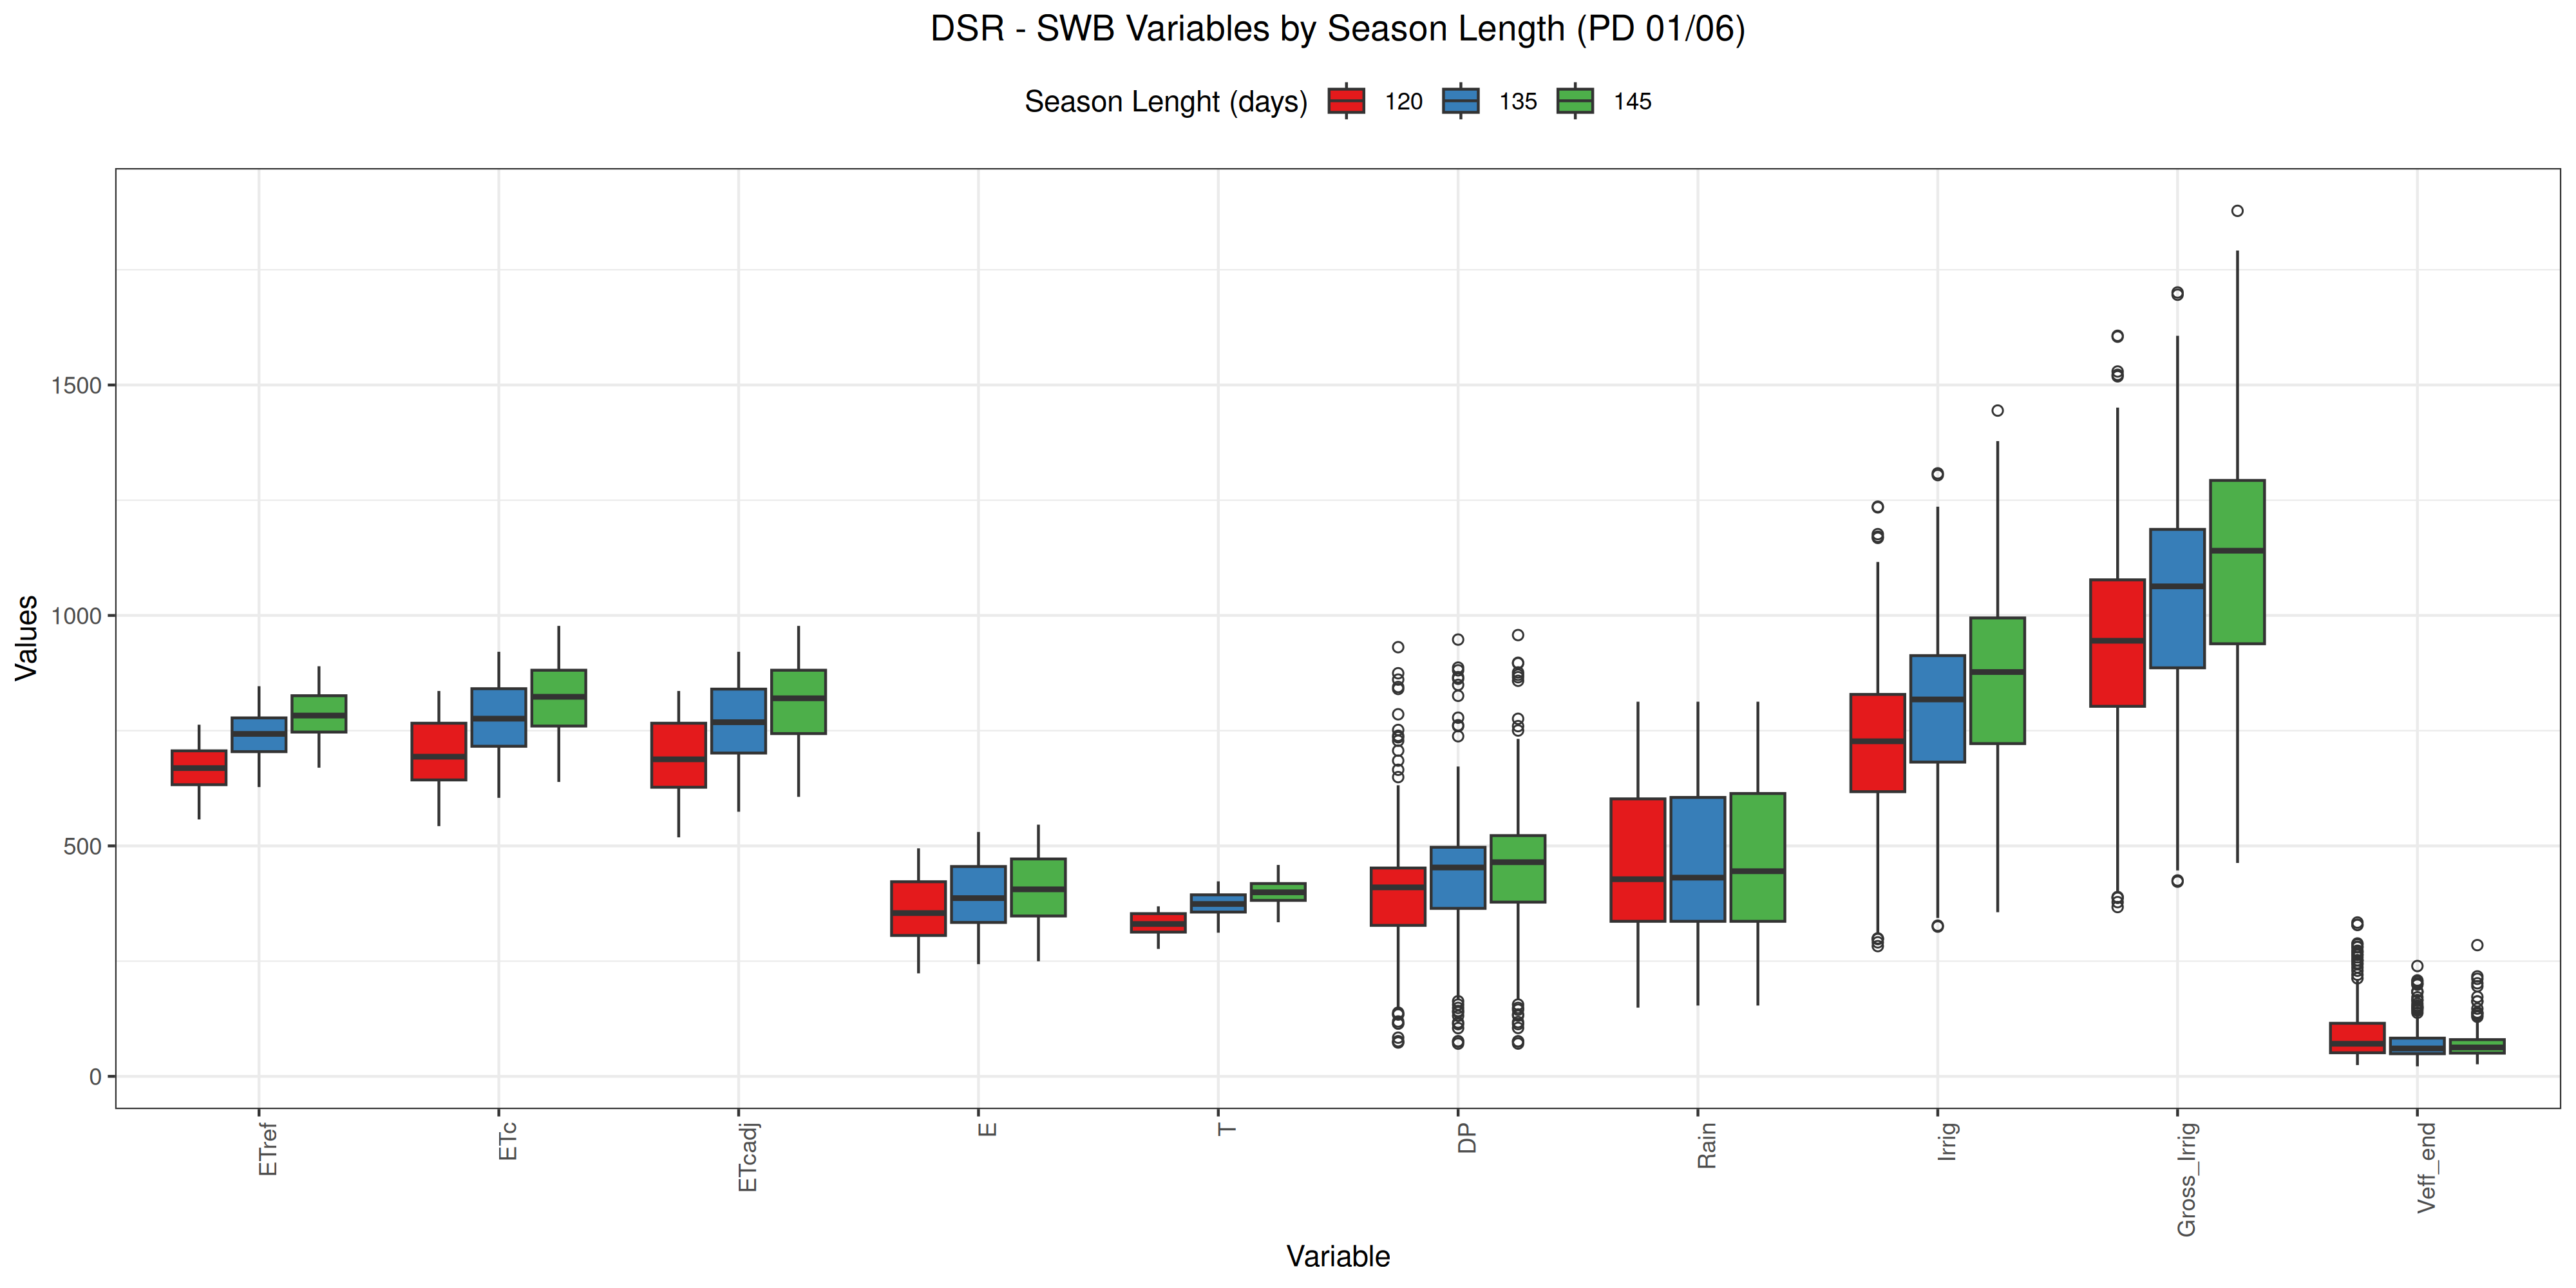 DSR - SWB Variables by Season Length (PD 01/06)
Season Lenght (days) 120 135 145
Values
1500
1000
500
0
ETref ETc ETcadj E T DP Rain Irrig Gross_Irrig Veff_end
Variable